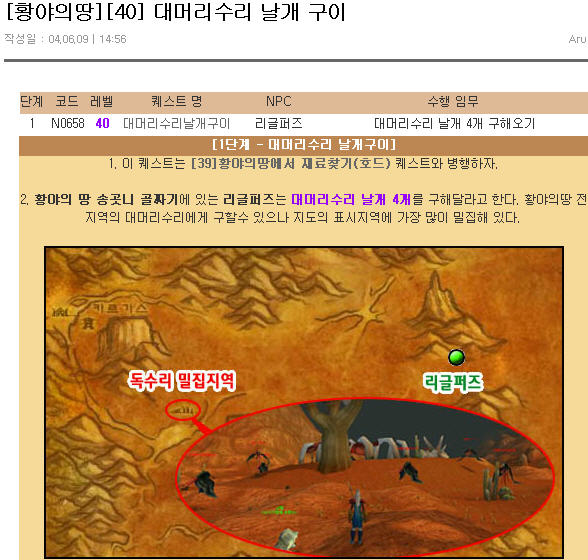 [황야의땅][40] 대머리수리 날개 구이
작성일 : 04,06,09 | 14:56
Aru
단계 코드 레벨 퀘스트 명 NPC 수행 임무
1 N0658 40 대머리수리날개구이 리글퍼즈 대머리수리 날개 4개 구해오기
[1단계 - 대머리수리 날개구이]
1. 이 퀘스트는 [39]황야의땅에서 재료찾기(호드) 퀘스트와 병행하자.
2. 황야의 땅 송곳니 골짜기에 있는 리글퍼즈는 대머리수리 날개 4개를 구해달라고 한다. 황야의땅 전
지역의 대머리수리에게 구할수 있으나 지도의 표시지역에 가장 많이 밀집해 있다.
카르가스
독수리 밀집지역
리글퍼즈